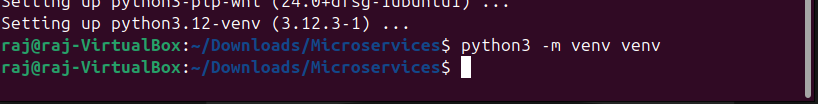 Setting up python3-pip-whl (24.0+dfsg-1ubuntu1) ...
Setting up python3.12-venv (3.12.3-1) ...
raj@raj-VirtualBox:~/Downloads/Microservices$ python3 -m venv venv
raj@raj-VirtualBox:~/Downloads/Microservices$